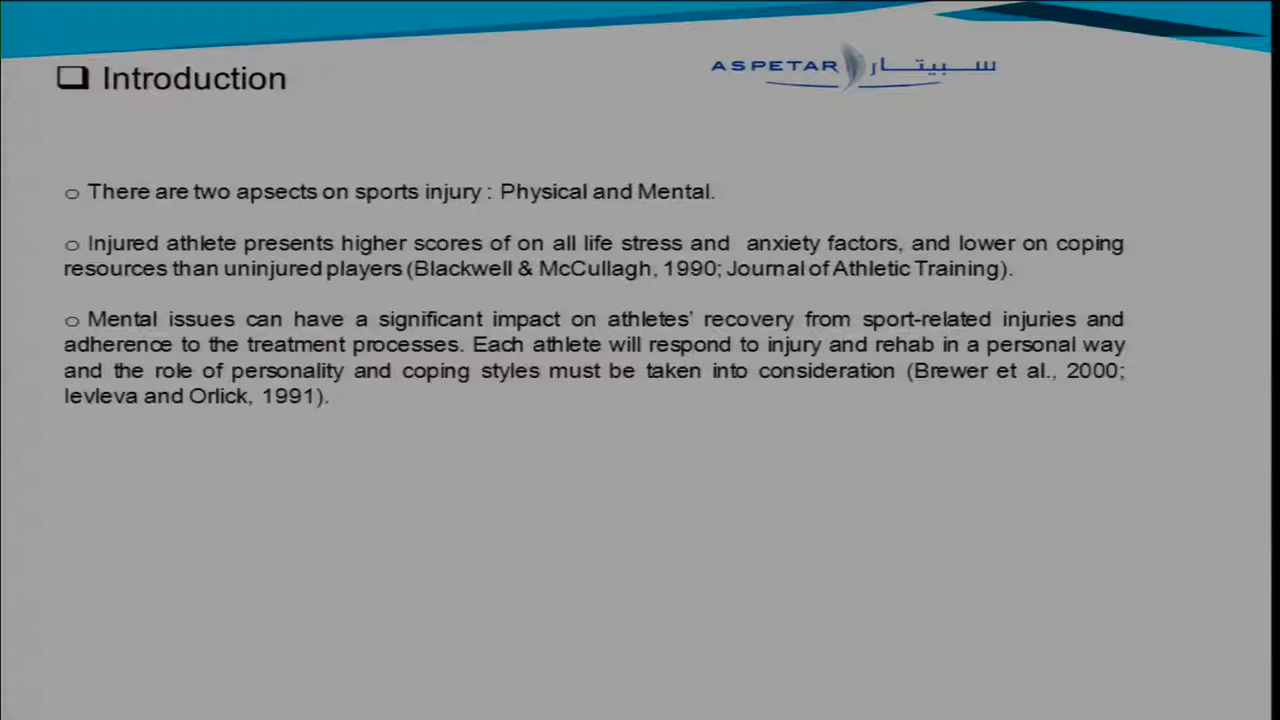 Introduction
ASPETAR سبيتار
There are two apsects on sports injury : Physical and Mental.
Injured athlete presents higher scores of on all life stress and anxiety factors, and lower on coping
resources than uninjured players (Blackwell & McCullagh, 1990; Journal of Athletic Training).
Mental issues can have a significant impact on athletes' recovery from sport-related injuries and
adherence to the treatment processes. Each athlete will respond to injury and rehab in a personal way
and the role of personality and coping styles must be taken into consideration (Brewer et al., 2000;
Ievleva and Orlick, 1991).